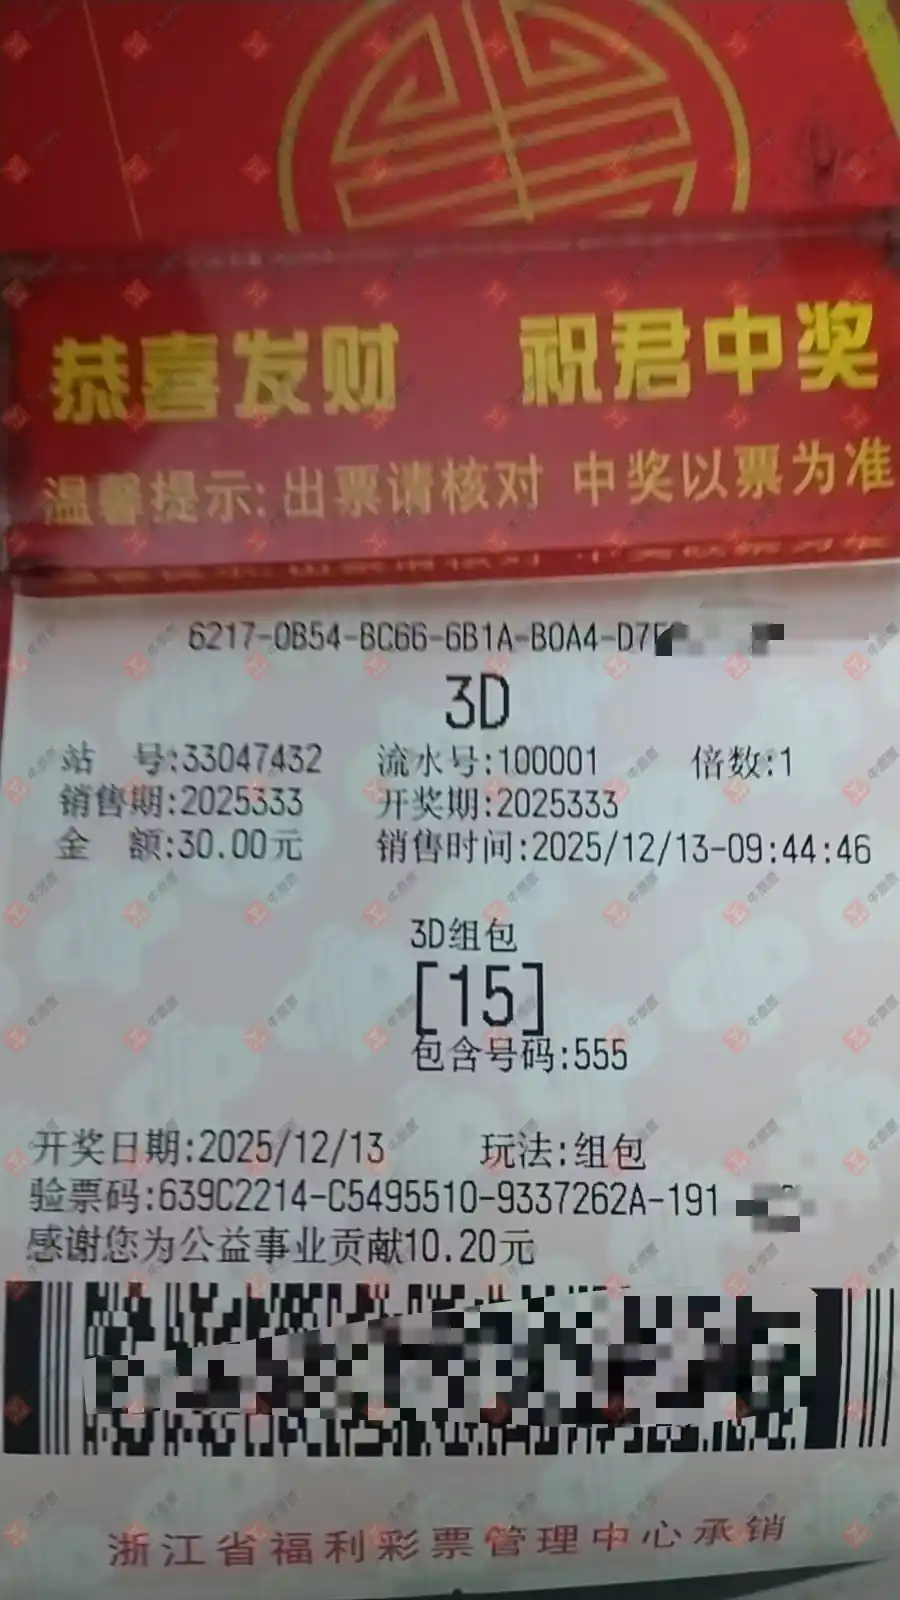 恭喜发财 祝君中奖
温馨提示:出票请核对 中奖以票为准
6217-0B54-BC66-6B1A-B0A4-D7
3D
站 号:33047432 流水号:100001 倍数:1
销售期:2025333 开奖期:2025333
金 额:30.00元 销售时间:2025/12/13-09:44:46
3D组包
[15]
包含号码:555
开奖日期:2025/12/13 玩法:组包
验票码:639C2214-C5495510-9337262A-191
感谢您为公益事业贡献10.20元
浙江省福利彩票管理中心承销